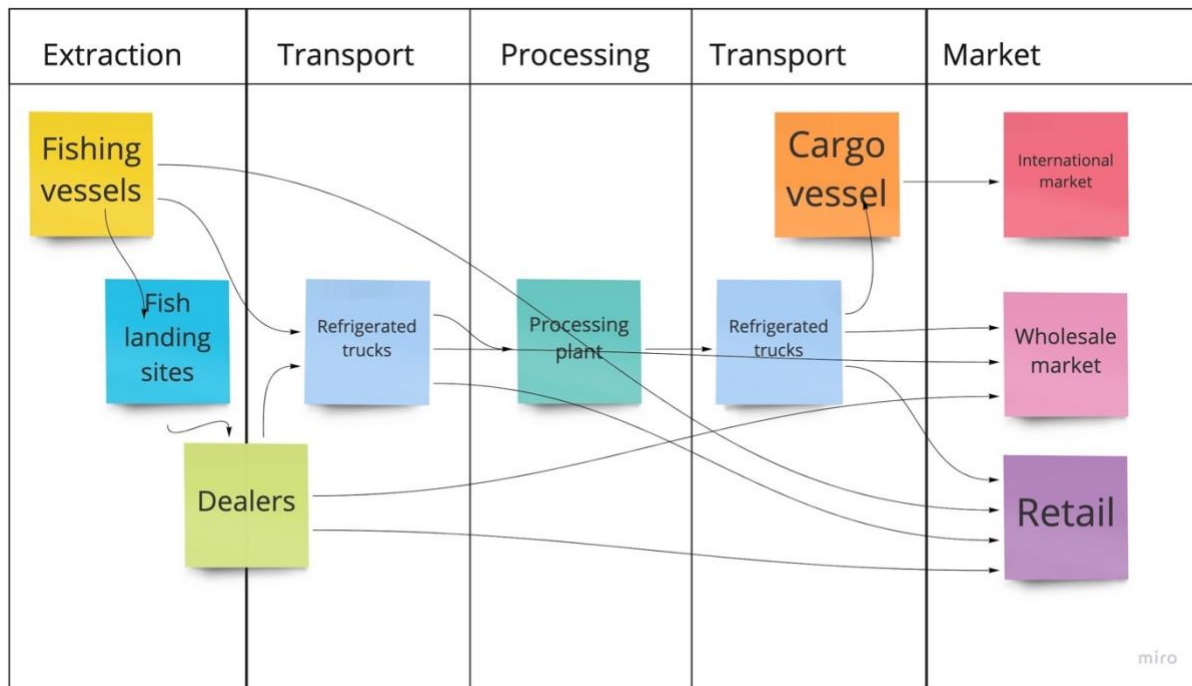 Extraction
Transport
Processing
Transport
Market
Fishing
vessels
Cargo
vessel
International
market
Fish
landing
sites
Refrigerated
trucks
Processing
plant
Refrigerated
trucks
Wholesale
market
Dealers
Retail
miro